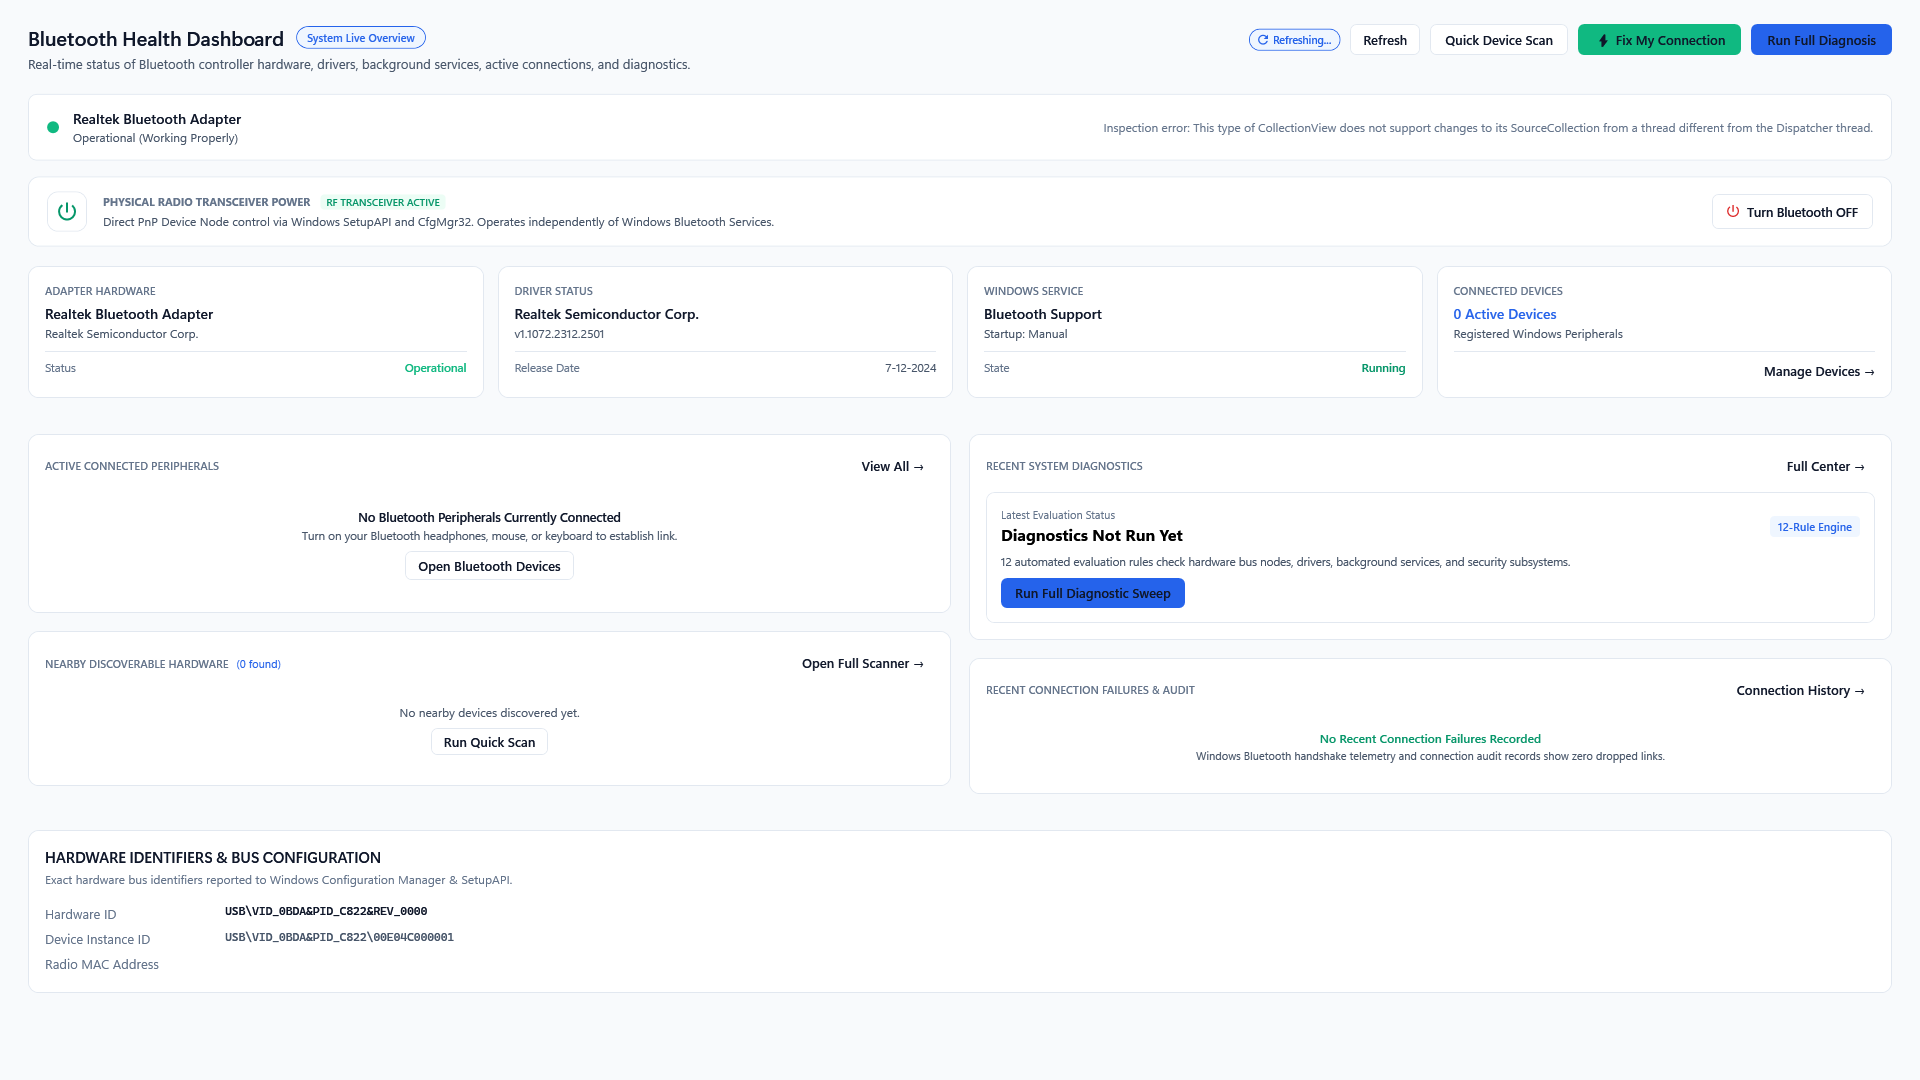 Bluetooth Health Dashboard
System Live Overview
Refreshing...
Refresh
Quick Device Scan
Fix My Connection
Run Full Diagnosis
Real-time status of Bluetooth controller hardware, drivers, background services, active connections, and diagnostics.
Realtek Bluetooth Adapter
Operational (Working Properly)
Inspection error: This type of CollectionView does not support changes to its SourceCollection from a thread different from the Dispatcher thread.
PHYSICAL RADIO TRANSCEIVER POWER
RF TRANSCEIVER ACTIVE
Direct PnP Device Node control via Windows SetupAPI and CfgMgr32. Operates independently of Windows Bluetooth Services.
Turn Bluetooth OFF
ADAPTER HARDWARE
Realtek Bluetooth Adapter
Realtek Semiconductor Corp.
Status
Operational
DRIVER STATUS
Realtek Semiconductor Corp.
v1.1072.2312.2501
Release Date
7-12-2024
WINDOWS SERVICE
Bluetooth Support
Startup: Manual
State
Running
CONNECTED DEVICES
0 Active Devices
Registered Windows Peripherals
Manage Devices →
ACTIVE CONNECTED PERIPHERALS
View All →
No Bluetooth Peripherals Currently Connected
Turn on your Bluetooth headphones, mouse, or keyboard to establish link.
Open Bluetooth Devices
RECENT SYSTEM DIAGNOSTICS
Full Center →
Latest Evaluation Status
Diagnostics Not Run Yet
12-Rule Engine
12 automated evaluation rules check hardware bus nodes, drivers, background services, and security subsystems.
Run Full Diagnostic Sweep
NEARBY DISCOVERABLE HARDWARE (0 found)
Open Full Scanner →
No nearby devices discovered yet.
Run Quick Scan
RECENT CONNECTION FAILURES & AUDIT
Connection History →
No Recent Connection Failures Recorded
Windows Bluetooth handshake telemetry and connection audit records show zero dropped links.
HARDWARE IDENTIFIERS & BUS CONFIGURATION
Exact hardware bus identifiers reported to Windows Configuration Manager & SetupAPI.
Hardware ID
USB\VID_0BDA&PID_C822&REV_0000
Device Instance ID
USB\VID_0BDA&PID_C822\00E04C000001
Radio MAC Address